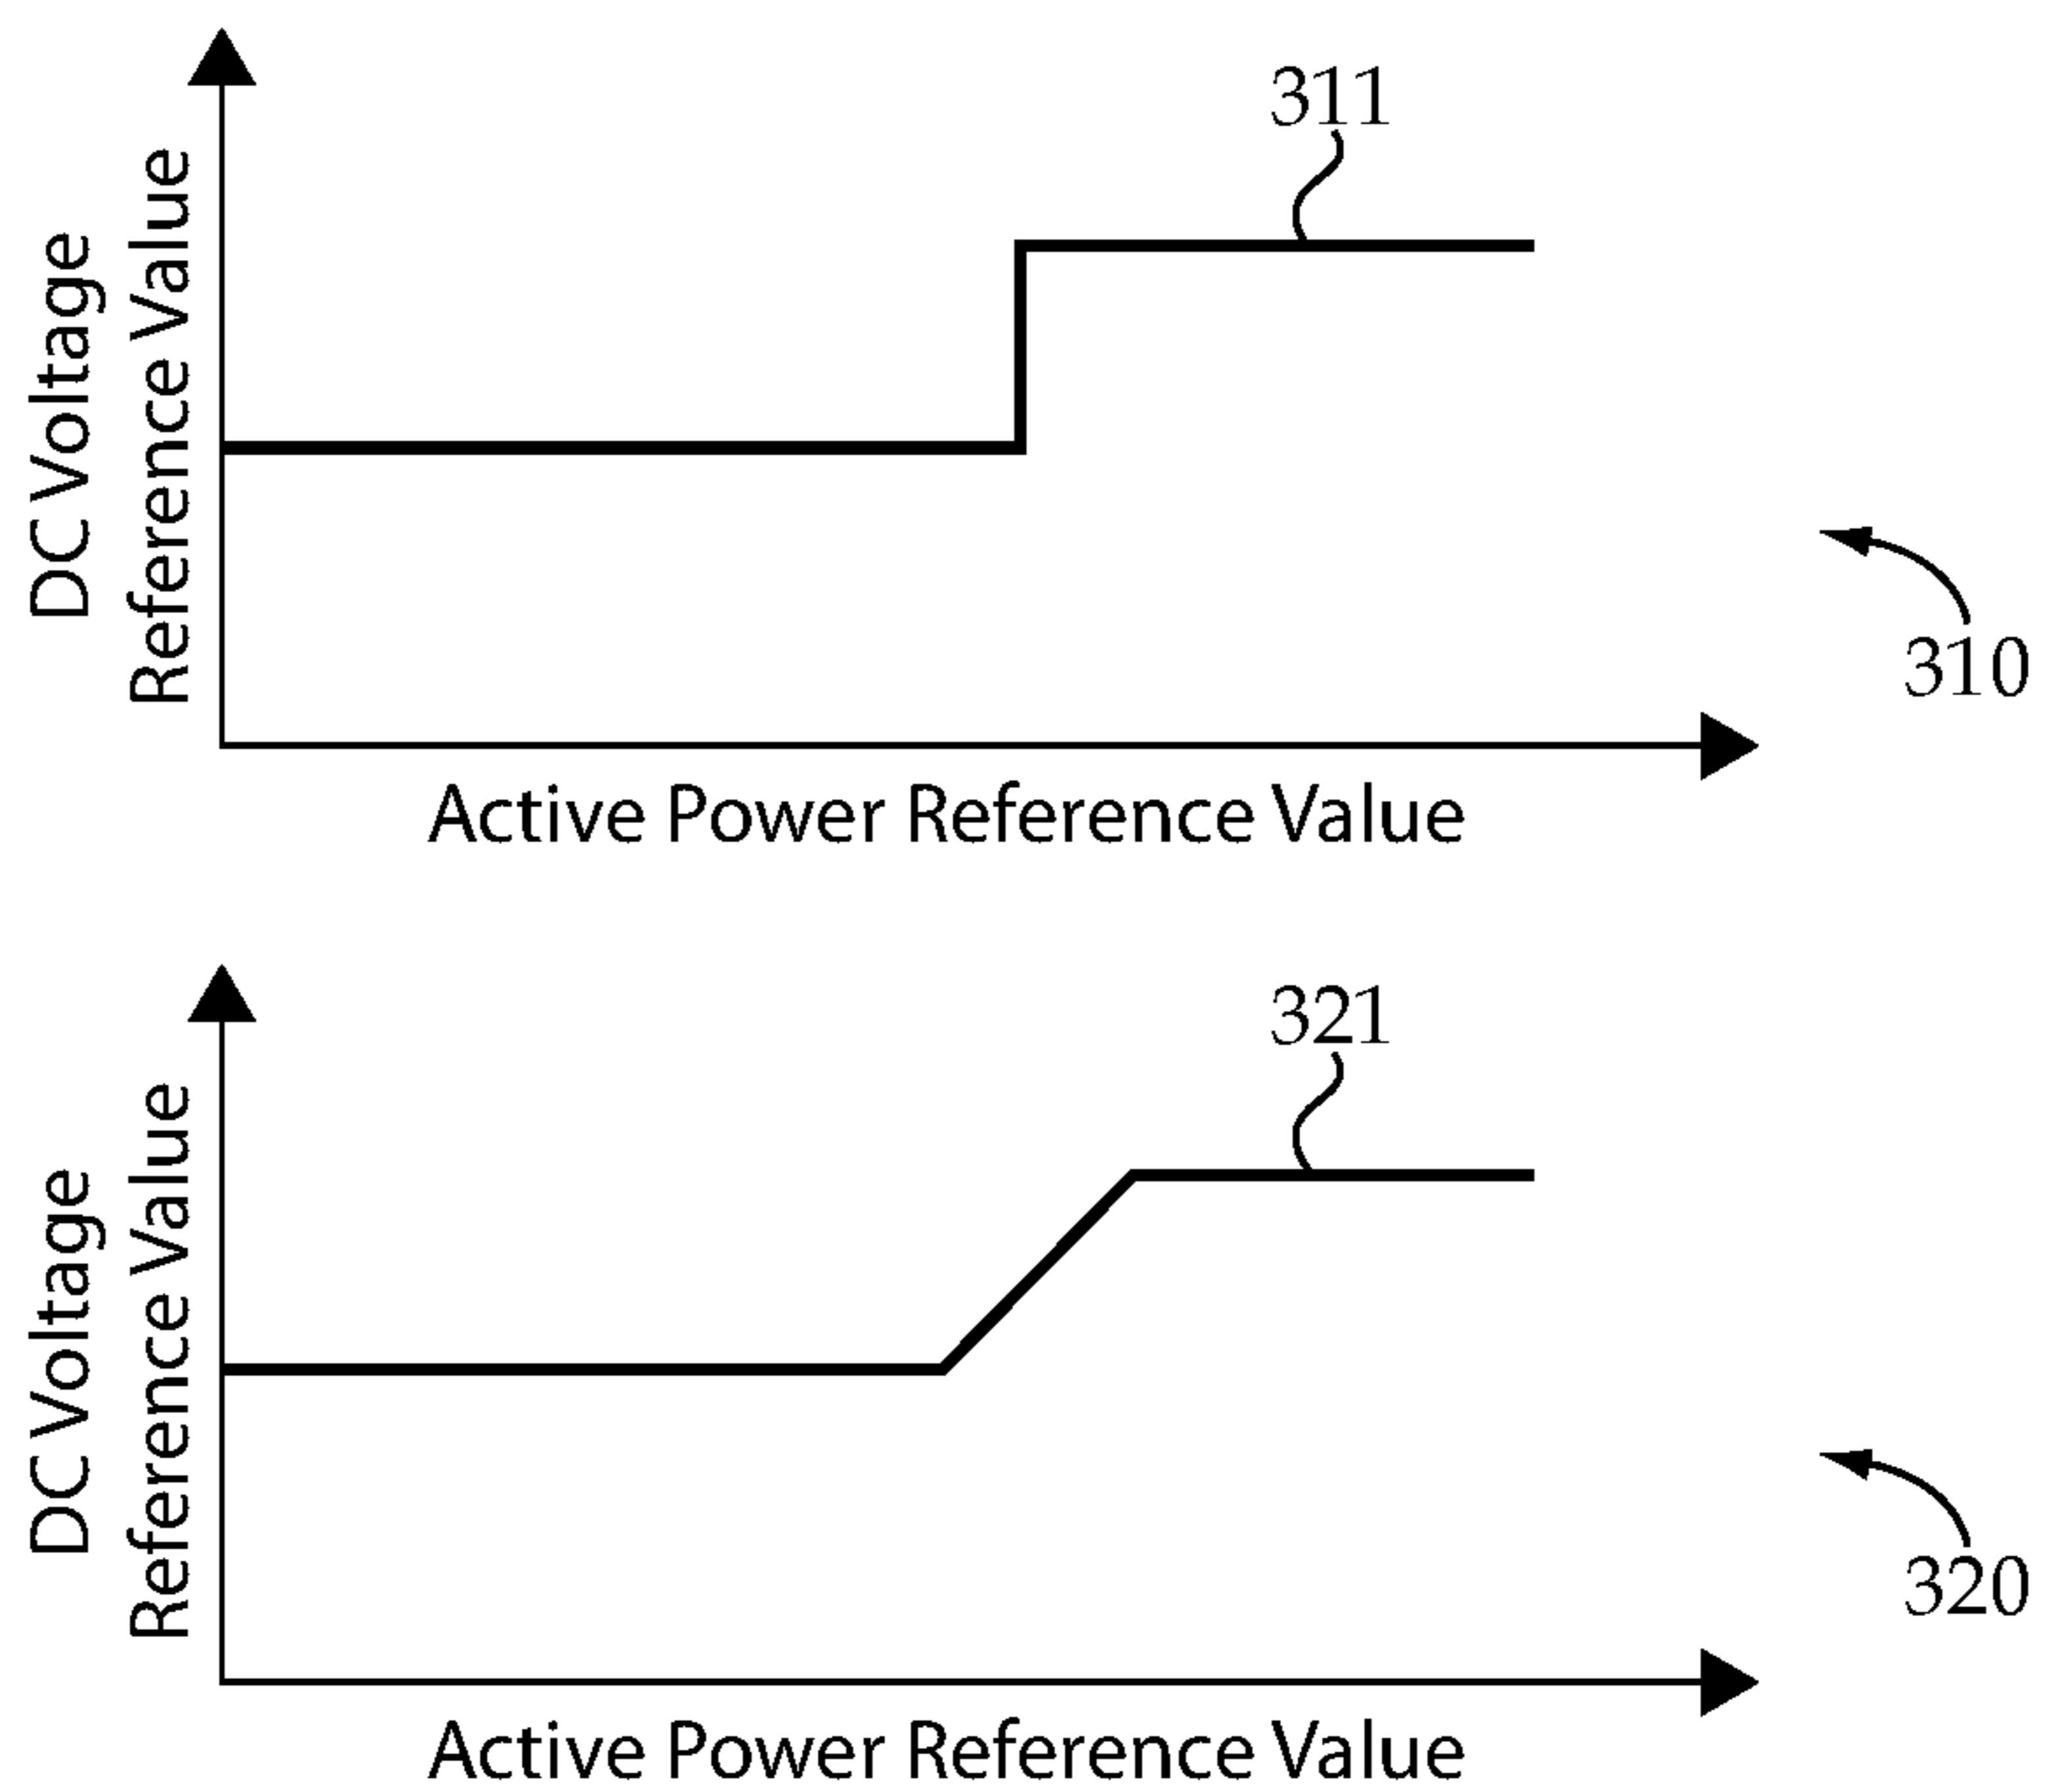 311
DC Voltage
Reference Value
310
Active Power Reference Value
321
DC Voltage
Reference Value
320
Active Power Reference Value